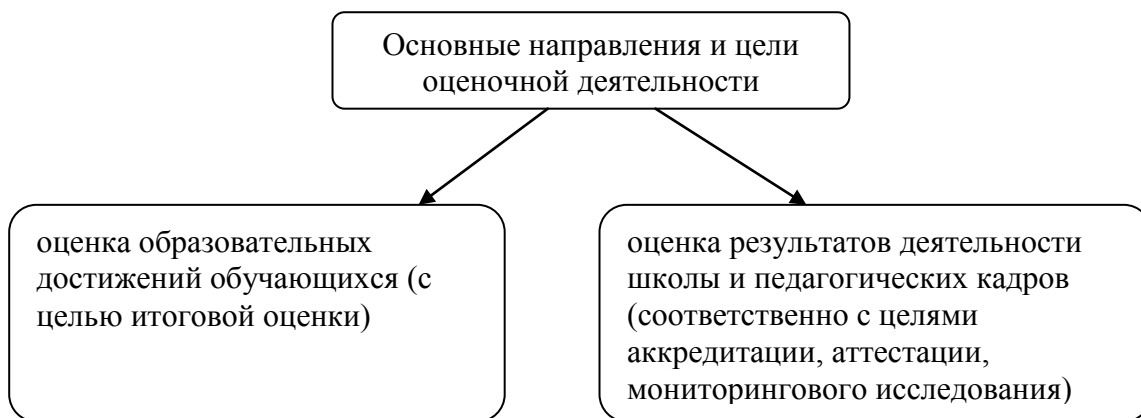 Основные направления и цели
оценочной деятельности
оценка образовательных
достижений обучающихся (с
целью итоговой оценки)
оценка результатов деятельности
школы и педагогических кадров
(соответственно с целями
аккредитации, аттестации,
мониторингового исследования)